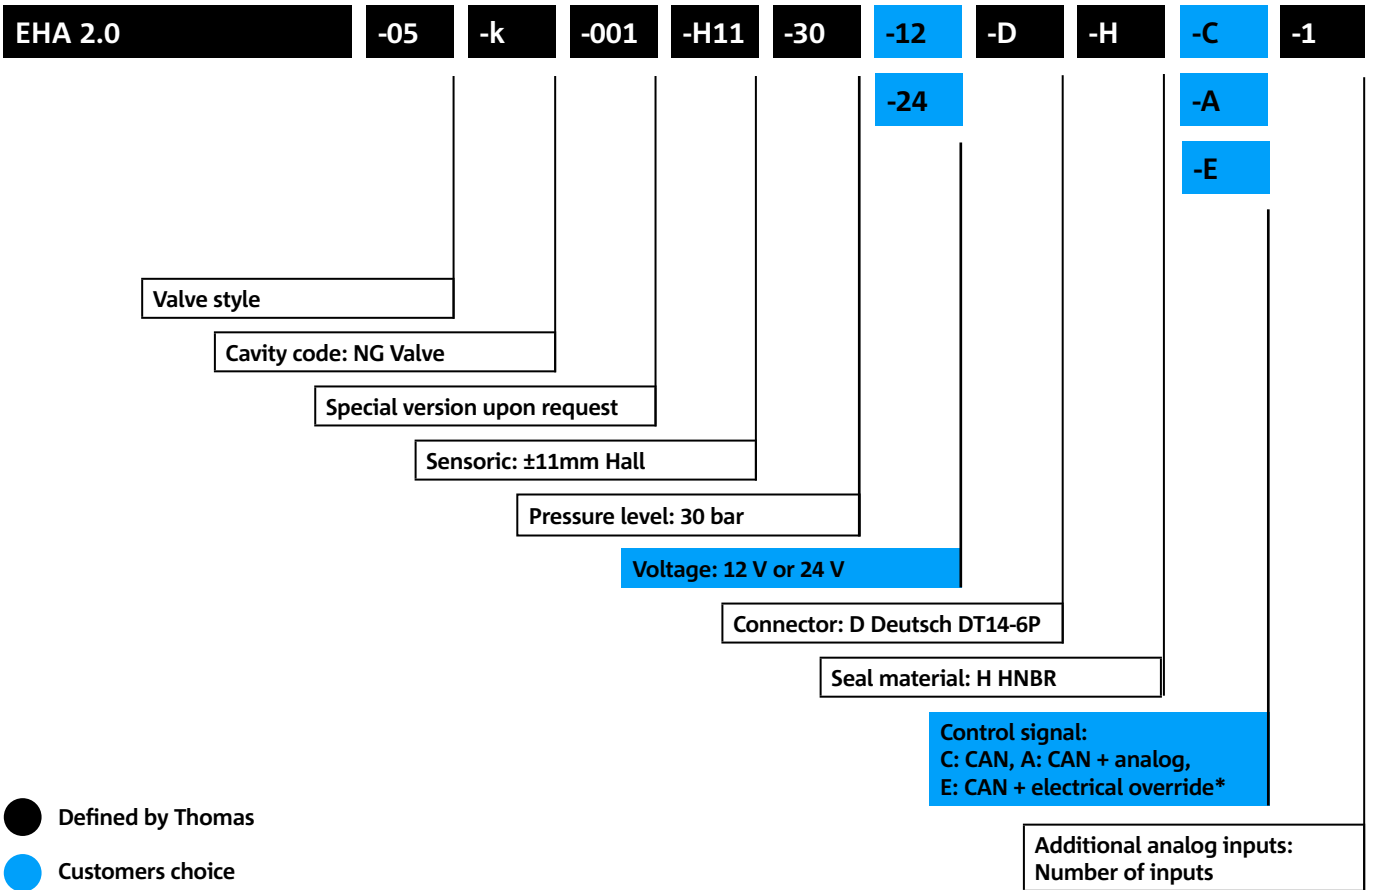 EHA 2.0 -05 -k -001 -H11 -30 -12 -D -H -C -1
-24 -A
-E
Valve style
Cavity code: NG Valve
Special version upon request
Sensoric: ±11mm Hall
Pressure level: 30 bar
Voltage: 12 V or 24 V
Connector: D Deutsch DT14-6P
Seal material: H HNBR
Control signal:
C: CAN, A: CAN + analog,
E: CAN + electrical override*
Defined by Thomas
Additional analog inputs:
Number of inputs
Customers choice